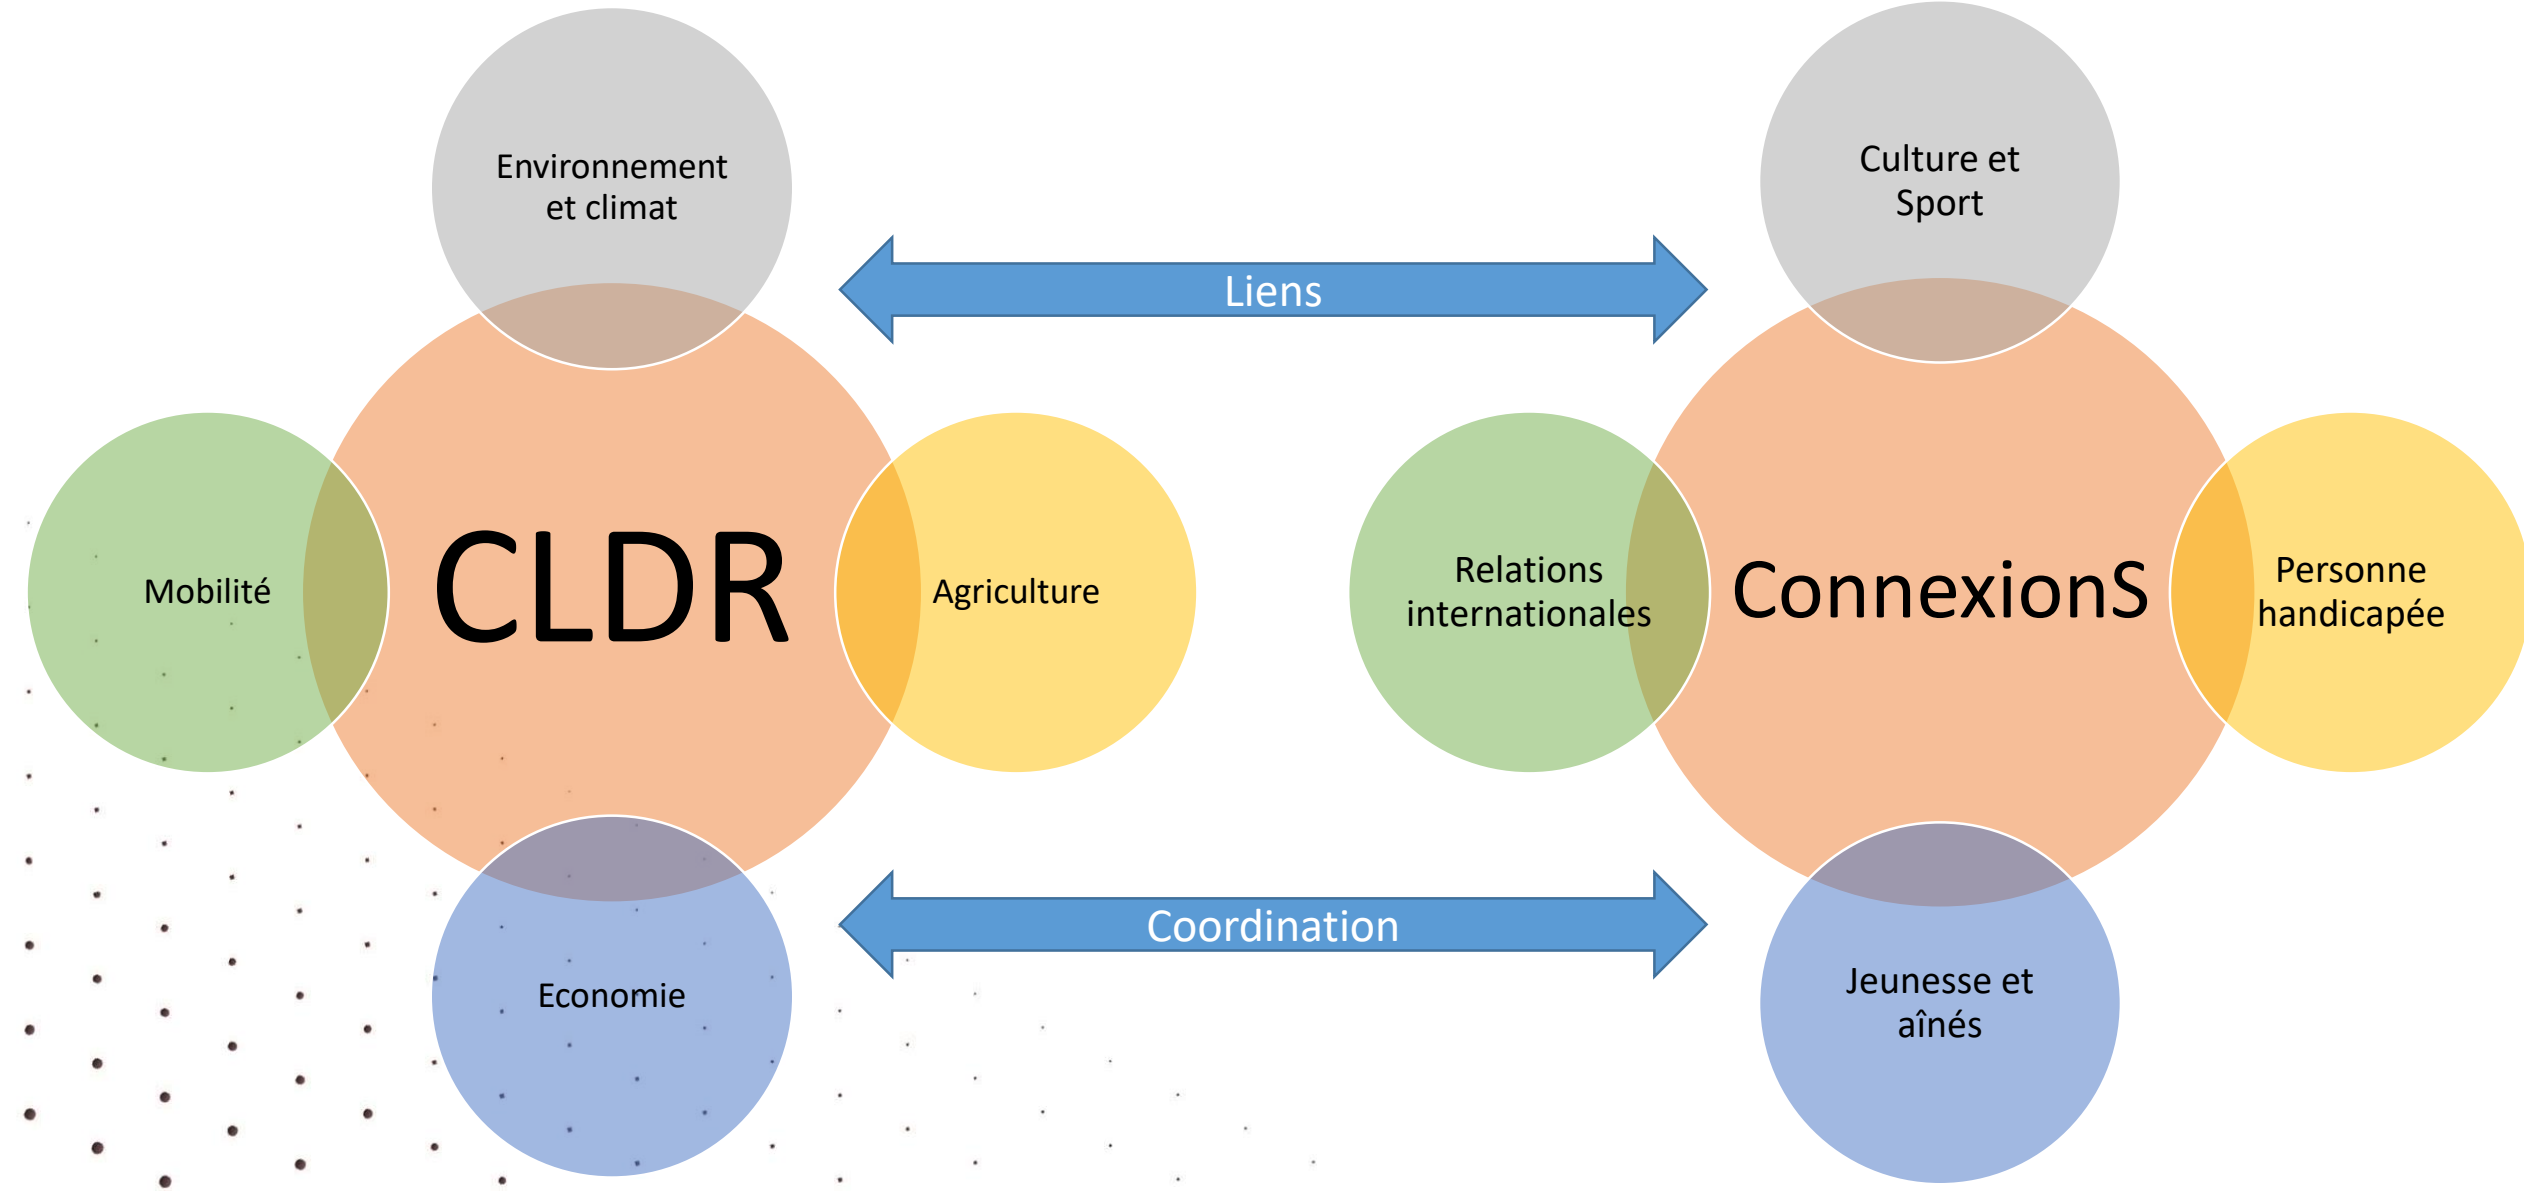 Environnement
et climat
Mobilité
CLDR
Agriculture
Economie
Liens
Coordination
Culture et
Sport
Relations
internationales
ConnexionS
Personne
handicapée
Jeunesse et
aînés